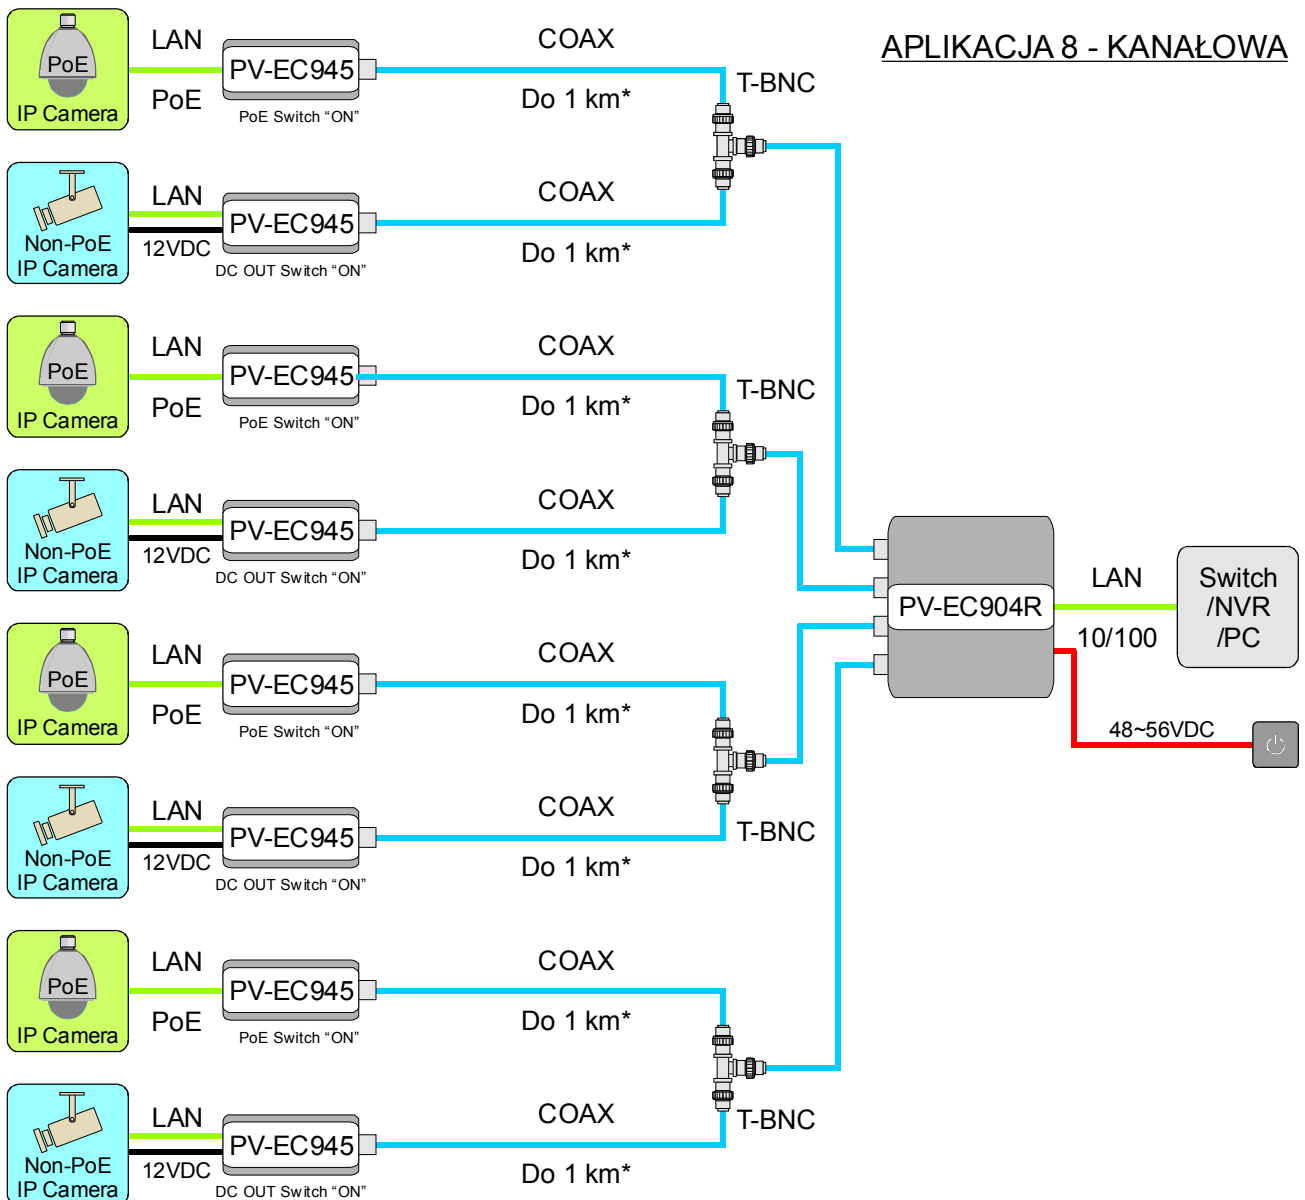 APLIKACJA 8 - KANAŁOWA
PoE
IP Camera
LAN
PoE
PV-EC945
PoE Switch “ON”
COAX
Do 1 km*
T-BNC
Non-PoE
IP Camera
LAN
12VDC
PV-EC945
DC OUT Switch “ON”
COAX
Do 1 km*
PoE
IP Camera
LAN
PoE
PV-EC945
PoE Switch “ON”
COAX
Do 1 km*
T-BNC
Non-PoE
IP Camera
LAN
12VDC
PV-EC945
DC OUT Switch “ON”
COAX
Do 1 km*
PoE
IP Camera
LAN
PoE
PV-EC945
PoE Switch “ON”
COAX
Do 1 km*
Non-PoE
IP Camera
LAN
12VDC
PV-EC945
DC OUT Switch “ON”
COAX
Do 1 km*
T-BNC
PoE
IP Camera
LAN
PoE
PV-EC945
PoE Switch “ON”
COAX
Do 1 km*
Non-PoE
IP Camera
LAN
12VDC
PV-EC945
DC OUT Switch “ON”
COAX
Do 1 km*
T-BNC
PV-EC904R
LAN
10/100
Switch
/NVR
/PC
48~56VDC